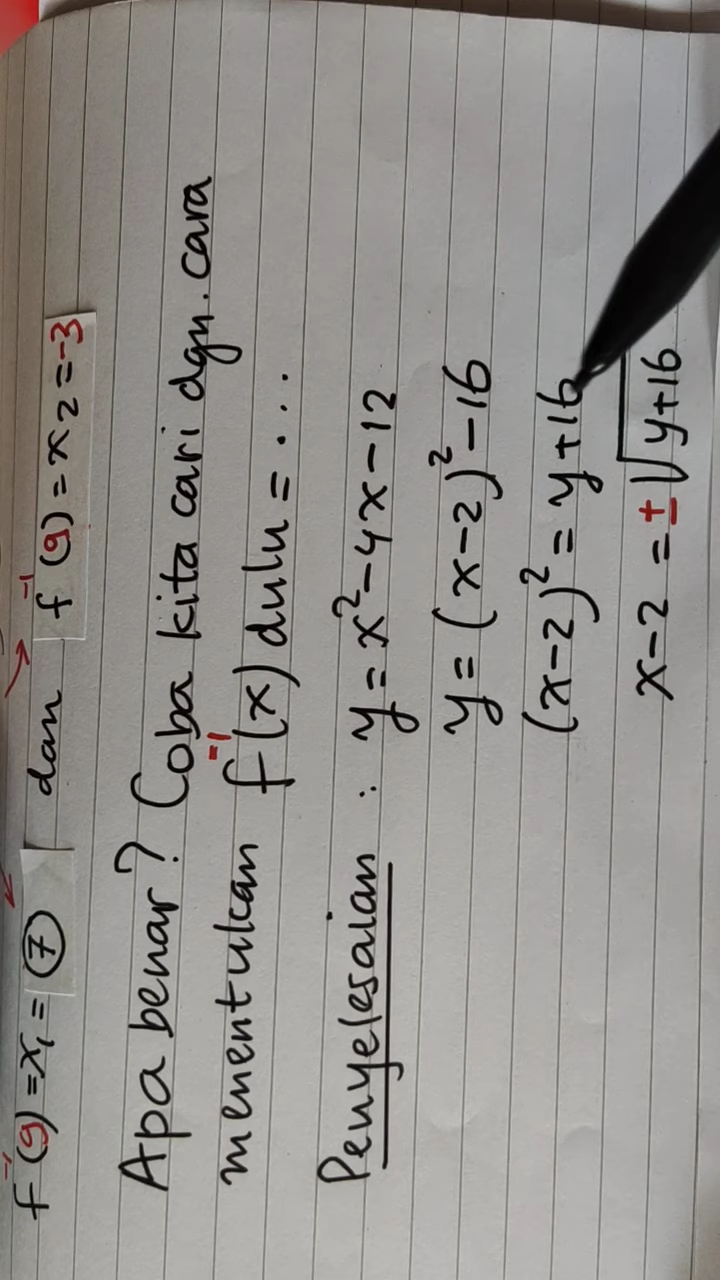 f⁻¹(9) = x₁ = 7 dan f⁻¹(9) = x₂ = -3
Apa benar? Coba kita cari dgn. cara
menentukan f⁻¹(x) dulu = ....
Penyelesaian : y = x² - 4x - 12
y = (x-2)² - 16
(x-2)² = y+16
x-2 = ±√y+16